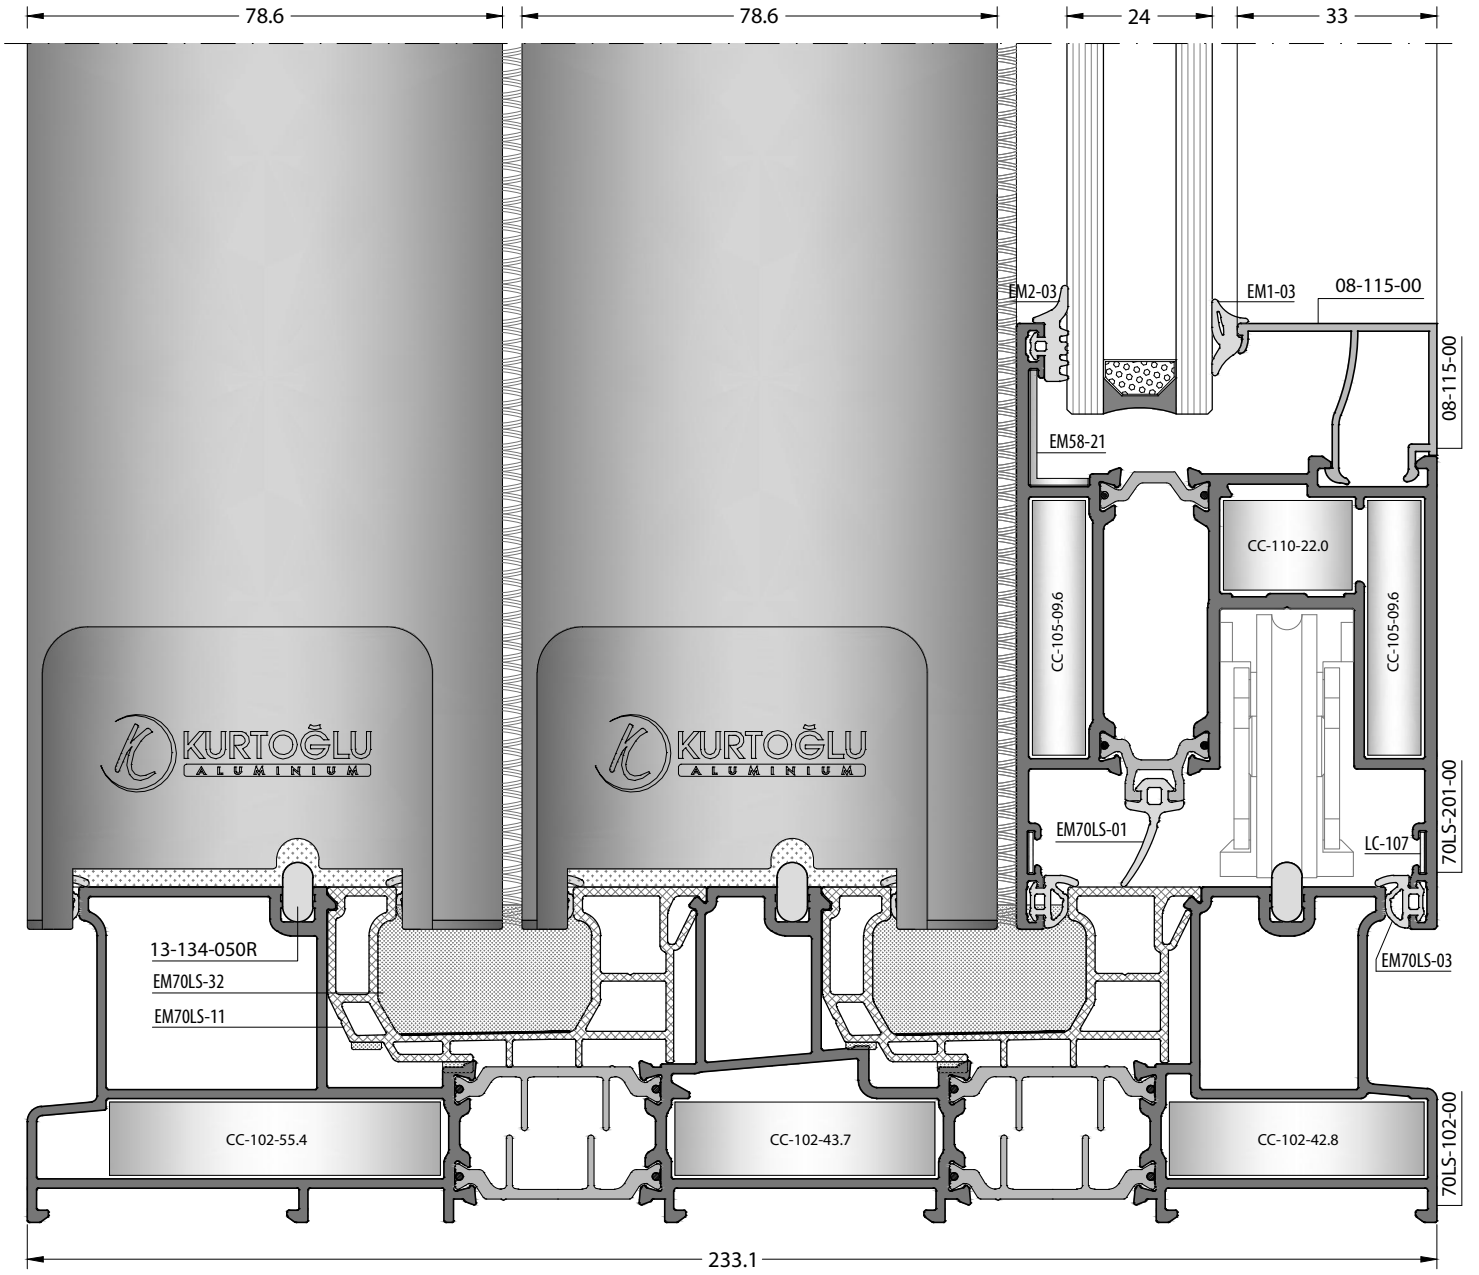 78.6
78.6
24
33
EM2-03
EM1-03
08-115-00
08-115-00
EM58-21
CC-110-22.0
CC-105-09.6
CC-105-09.6
KURTOĞLU
ALUMINIUM
KURTOĞLU
ALUMINIUM
EM70LS-01
LC-107
70LS-201-00
13-134-050R
EM70LS-03
EM70LS-32
EM70LS-11
CC-102-55.4
CC-102-43.7
CC-102-42.8
70LS-102-00
233.1